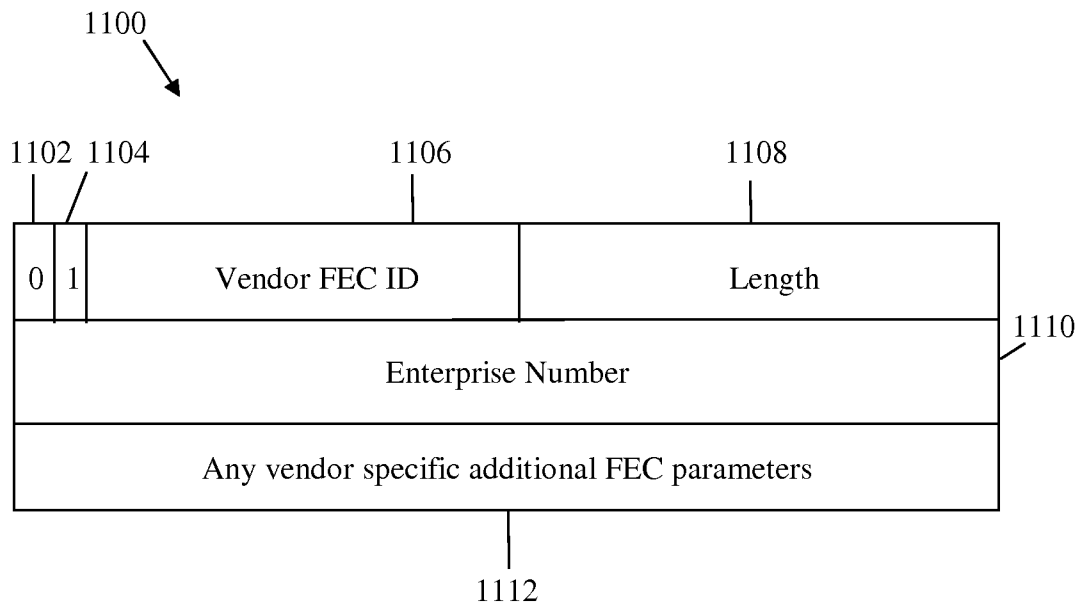 1100
1102 1104 1106 1108
0 1 Vendor FEC ID Length
1110
Enterprise Number
Any vendor specific additional FEC parameters
1112